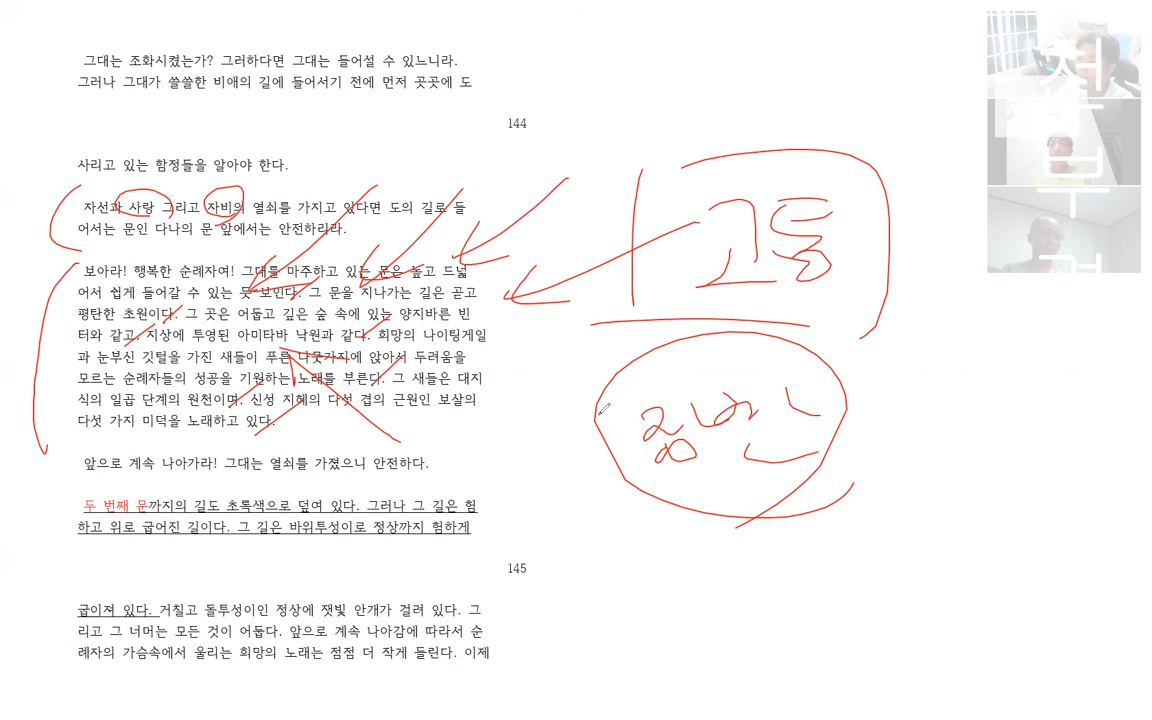 그대는 조화시켰는가? 그러하다면 그대는 들어설 수 있느니라.
그러나 그대가 쓸쓸한 비애의 길에 들어서기 전에 먼저 곳곳에 도
144
사리고 있는 함정들을 알아야 한다.
자선과 사랑 그리고 자비의 열쇠를 가지고 있다면 도의 길로 들
어서는 문인 다나의 문 앞에서는 안전하리라.
보아라! 행복한 순례자여! 그대를 마주하고 있는 문은 높고 드넓
어서 쉽게 들어갈 수 있는 듯 보인다. 그 문을 지나가는 길은 곧고
평탄한 초원이다. 그 곳은 어둡고 깊은 숲 속에 있는 양지바른 빈
터와 같고, 지상에 투영된 아미타바 낙원과 같다. 희망의 나이팅게일
과 눈부신 깃털을 가진 새들이 푸른 나뭇가지에 앉아서 두려움을
모르는 순례자들의 성공을 기원하는 노래를 부른다. 그 새들은 대지
식의 일곱 단계의 원천이며, 신성 지혜의 다섯 겹의 근원인 보살의
다섯 가지 미덕을 노래하고 있다.
앞으로 계속 나아가라! 그대는 열쇠를 가졌으니 안전하다.
두 번째 문까지의 길도 초록색으로 덮여 있다. 그러나 그 길은 험
하고 위로 굽어진 길이다. 그 길은 바위투성이로 정상까지 험하게
145
굽이져 있다. 거칠고 돌투성이인 정상에 잿빛 안개가 걸려 있다. 그
리고 그 너머는 모든 것이 어둡다. 앞으로 계속 나아감에 따라서 순
례자의 가슴속에서 울리는 희망의 노래는 점점 더 작게 들린다. 이제
고등